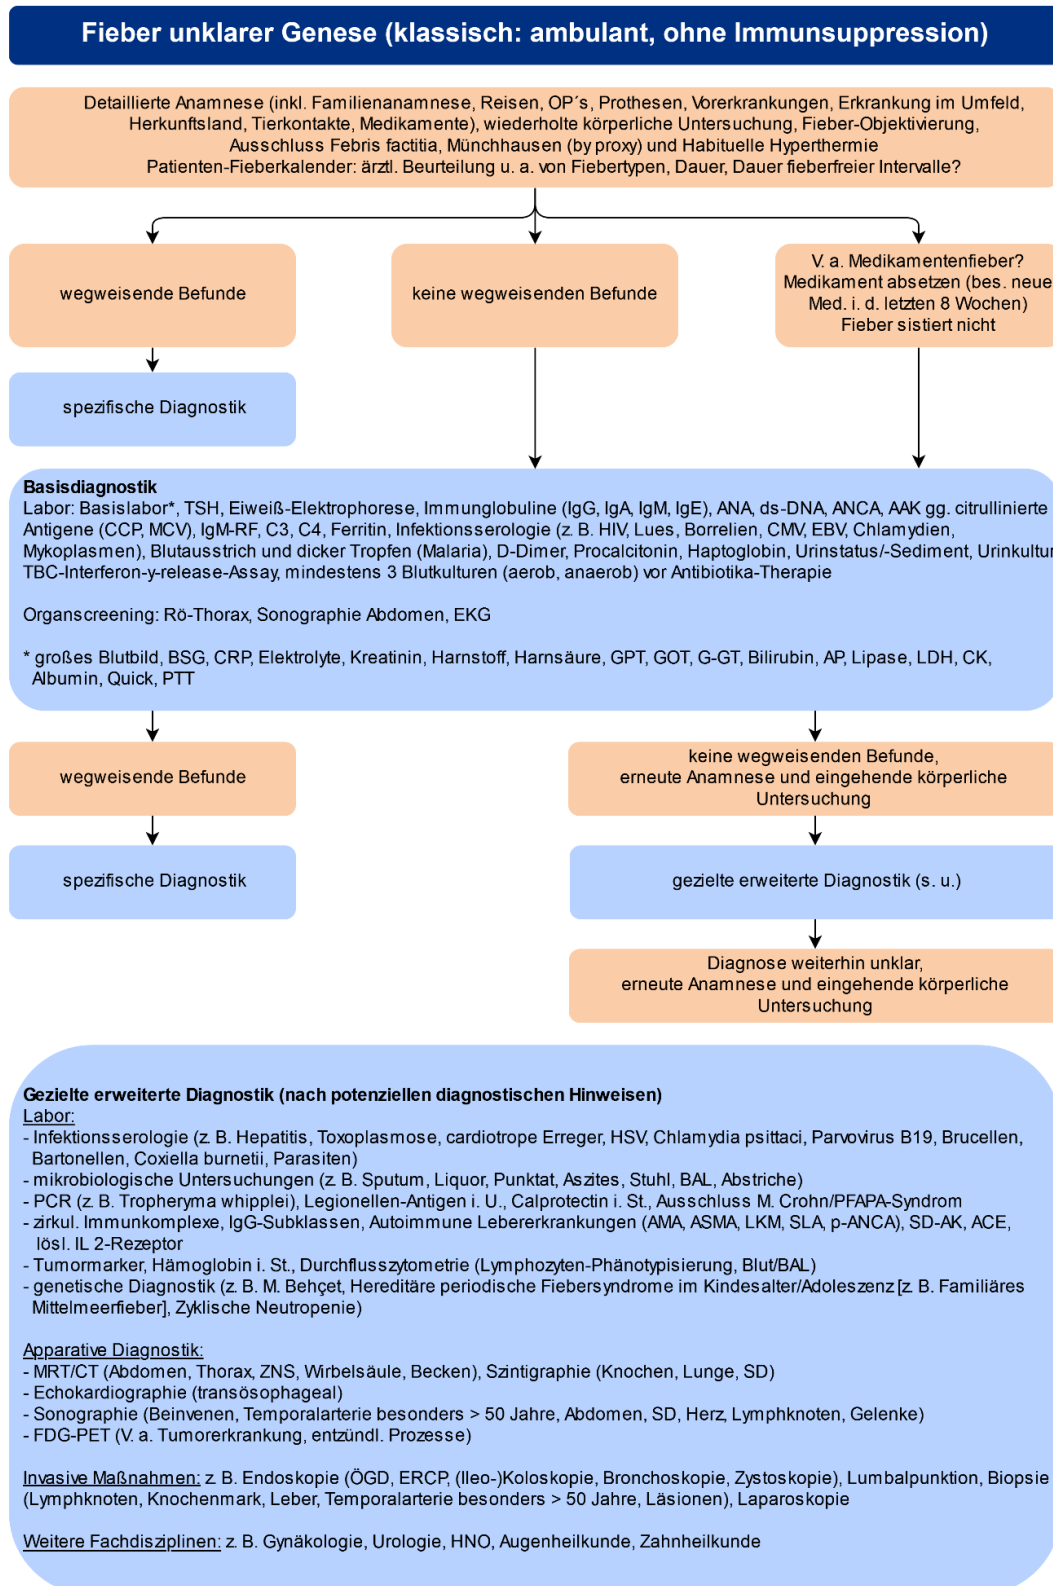 Fieber unklarer Genese (klassisch: ambulant, ohne Immunsuppression)
Detaillierte Anamnese (inkl. Familienanamnese, Reisen, OP´s, Prothesen, Vorerkrankungen, Erkrankung im Umfeld,
Herkunftsland, Tierkontakte, Medikamente), wiederholte körperliche Untersuchung, Fieber-Objektivierung,
Ausschluss Febris factitia, Münchhausen (by proxy) und Habituelle Hyperthermie
Patienten-Fieberkalender: ärztl. Beurteilung u. a. von Fiebertypen, Dauer, Dauer fieberfreier Intervalle?
wegweisende Befunde
keine wegweisenden Befunde
V. a. Medikamentenfieber?
Medikament absetzen (bes. neue
Med. i. d. letzten 8 Wochen)
Fieber sistiert nicht
spezifische Diagnostik
Basisdiagnostik
Labor: Basislabor*, TSH, Eiweiß-Elektrophorese, Immunglobuline (IgG, IgA, IgM, IgE), ANA, ds-DNA, ANCA, AAK gg. citrullinierte
Antigene (CCP, MCV), IgM-RF, C3, C4, Ferritin, Infektionsserologie (z. B. HIV, Lues, Borrelien, CMV, EBV, Chlamydien,
Mykoplasmen), Blutausstrich und dicker Tropfen (Malaria), D-Dimer, Procalcitonin, Haptoglobin, Urinstatus/-Sediment, Urinkultur
TBC-Interferon-y-release-Assay, mindestens 3 Blutkulturen (aerob, anaerob) vor Antibiotika-Therapie
Organscreening: Rö-Thorax, Sonographie Abdomen, EKG
* großes Blutbild, BSG, CRP, Elektrolyte, Kreatinin, Harnstoff, Harnsäure, GPT, GOT, G-GT, Bilirubin, AP, Lipase, LDH, CK,
Albumin, Quick, PTT
wegweisende Befunde
keine wegweisenden Befunde,
erneute Anamnese und eingehende körperliche
Untersuchung
spezifische Diagnostik
gezielte erweiterte Diagnostik (s. u.)
Diagnose weiterhin unklar,
erneute Anamnese und eingehende körperliche
Untersuchung
Gezielte erweiterte Diagnostik (nach potenziellen diagnostischen Hinweisen)
Labor:
- Infektionsserologie (z. B. Hepatitis, Toxoplasmose, cardiotrope Erreger, HSV, Chlamydia psittaci, Parvovirus B19, Brucellen,
Bartonellen, Coxiella burnetii, Parasiten)
- mikrobiologische Untersuchungen (z. B. Sputum, Liquor, Punktat, Aszites, Stuhl, BAL, Abstriche)
- PCR (z. B. Tropheryma whipplei), Legionellen-Antigen i. U., Calprotectin i. St., Ausschluss M. Crohn/PFAPA-Syndrom
- zirkul. Immunkomplexe, IgG-Subklassen, Autoimmune Lebererkrankungen (AMA, ASMA, LKM, SLA, p-ANCA), SD-AK, ACE,
lösl. IL 2-Rezeptor
- Tumormarker, Hämoglobin i. St., Durchflusszytometrie (Lymphozyten-Phänotypisierung, Blut/BAL)
- genetische Diagnostik (z. B. M. Behçet, Hereditäre periodische Fiebersyndrome im Kindesalter/Adoleszenz [z. B. Familiäres
Mittelmeerfieber], Zyklische Neutropenie)
Apparative Diagnostik:
- MRT/CT (Abdomen, Thorax, ZNS, Wirbelsäule, Becken), Szintigraphie (Knochen, Lunge, SD)
- Echokardiographie (transösophageal)
- Sonographie (Beinvenen, Temporalarterie besonders > 50 Jahre, Abdomen, SD, Herz, Lymphknoten, Gelenke)
- FDG-PET (V. a. Tumorerkrankung, entzündl. Prozesse)
Invasive Maßnahmen: z. B. Endoskopie (ÖGD, ERCP, (Ileo-)Koloskopie, Bronchoskopie, Zystoskopie), Lumbalpunktion, Biopsie
(Lymphknoten, Knochenmark, Leber, Temporalarterie besonders > 50 Jahre, Läsionen), Laparoskopie
Weitere Fachdisziplinen: z. B. Gynäkologie, Urologie, HNO, Augenheilkunde, Zahnheilkunde